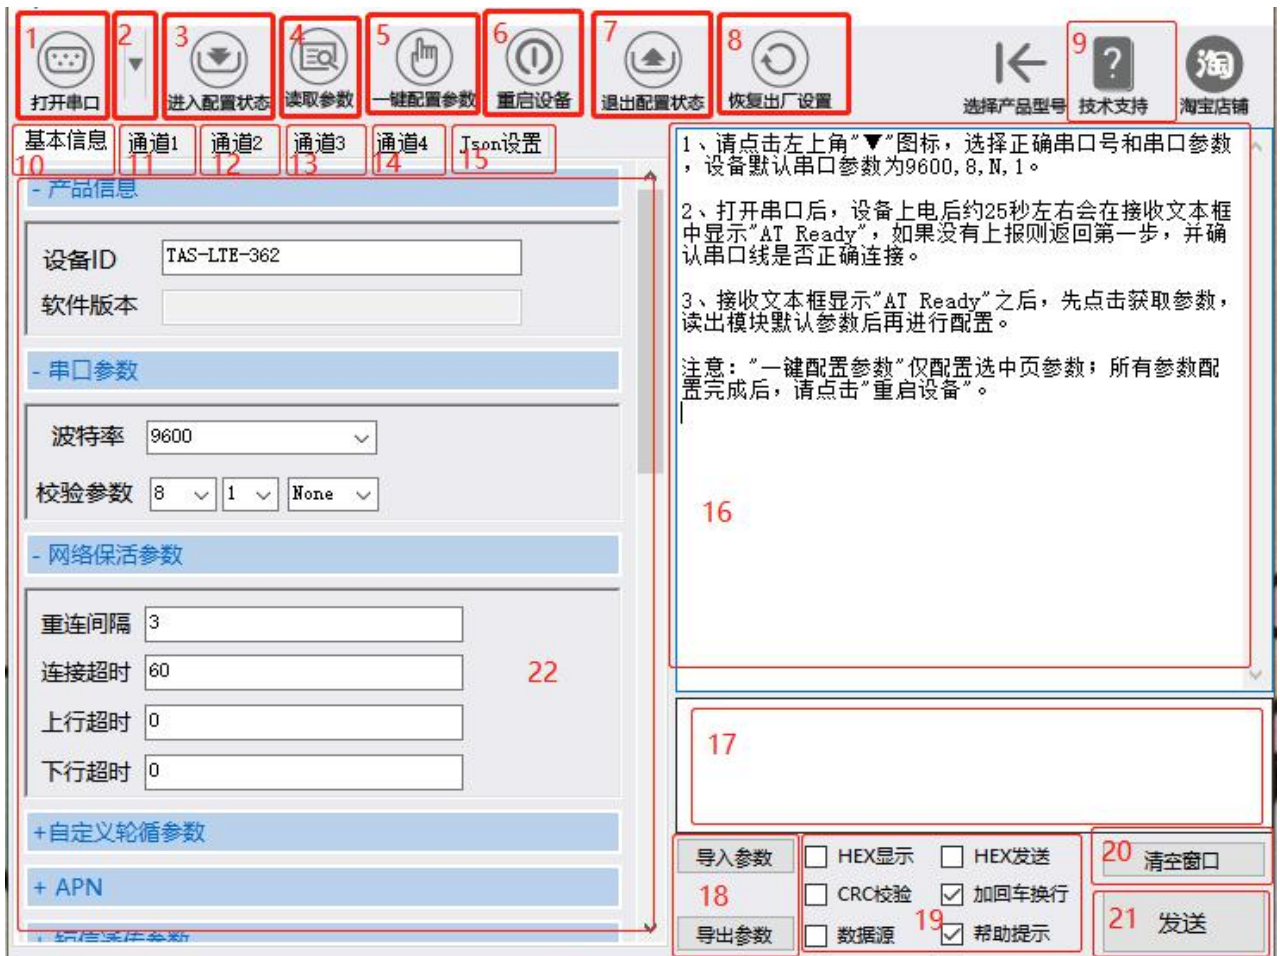 1 2 3 4 5 6 7 8 9
打开串口 ▼ 进入配置状态 读取参数 一键配置参数 重启设备 退出配置状态 恢复出厂设置 选择产品型号 ? 技术支持 淘 淘宝店铺
基本信息 通道1 通道2 通道3 通道4 Json设置
10 11 12 13 14 15
- 产品信息
设备ID TAS-LTE-362
软件版本
- 串口参数
波特率 9600
校验参数 8 1 None
- 网络保活参数
重连间隔 3
连接超时 60
22
上行超时 0
下行超时 0
+自定义轮循参数
+ APN
1、请点击左上角"▼"图标，选择正确串口号和串口参数
，设备默认串口参数为9600,8,N,1。
2、打开串口后，设备上电后约25秒左右会在接收文本框
中显示"AT Ready"，如果没有上报则返回第一步，并确
认串口线是否正确连接。
3、接收文本框显示"AT Ready"之后，先点击获取参数，
读出模块默认参数后再进行配置。
注意："一键配置参数"仅配置选中页参数；所有参数配
置完成后，请点击"重启设备"。
16
17
导入参数 HEX显示 HEX发送 20 清空窗口
18 CRC校验 加回车换行
导出参数 数据源 19 帮助提示 21 发送